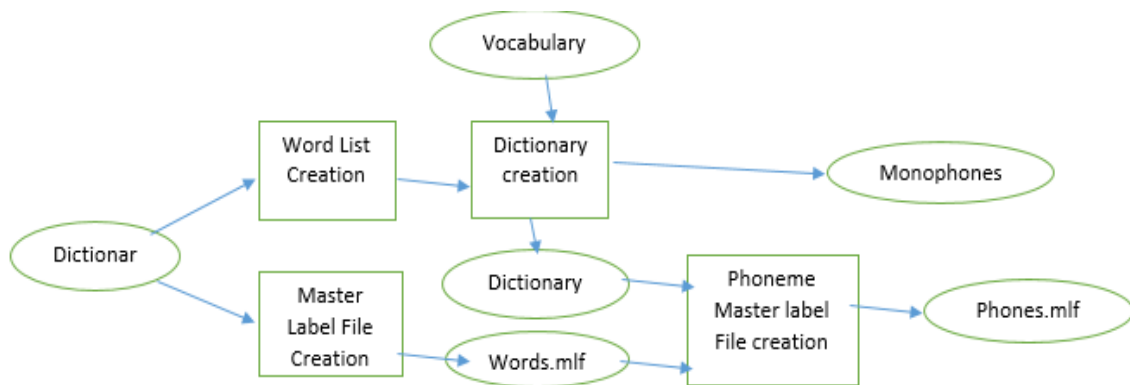 Vocabulary
Word List
Creation
Dictionary
creation
Monophones
Dictionar
Master
Label File
Creation
Dictionary
Words.mlf
Phoneme
Master label
File creation
Phones.mlf